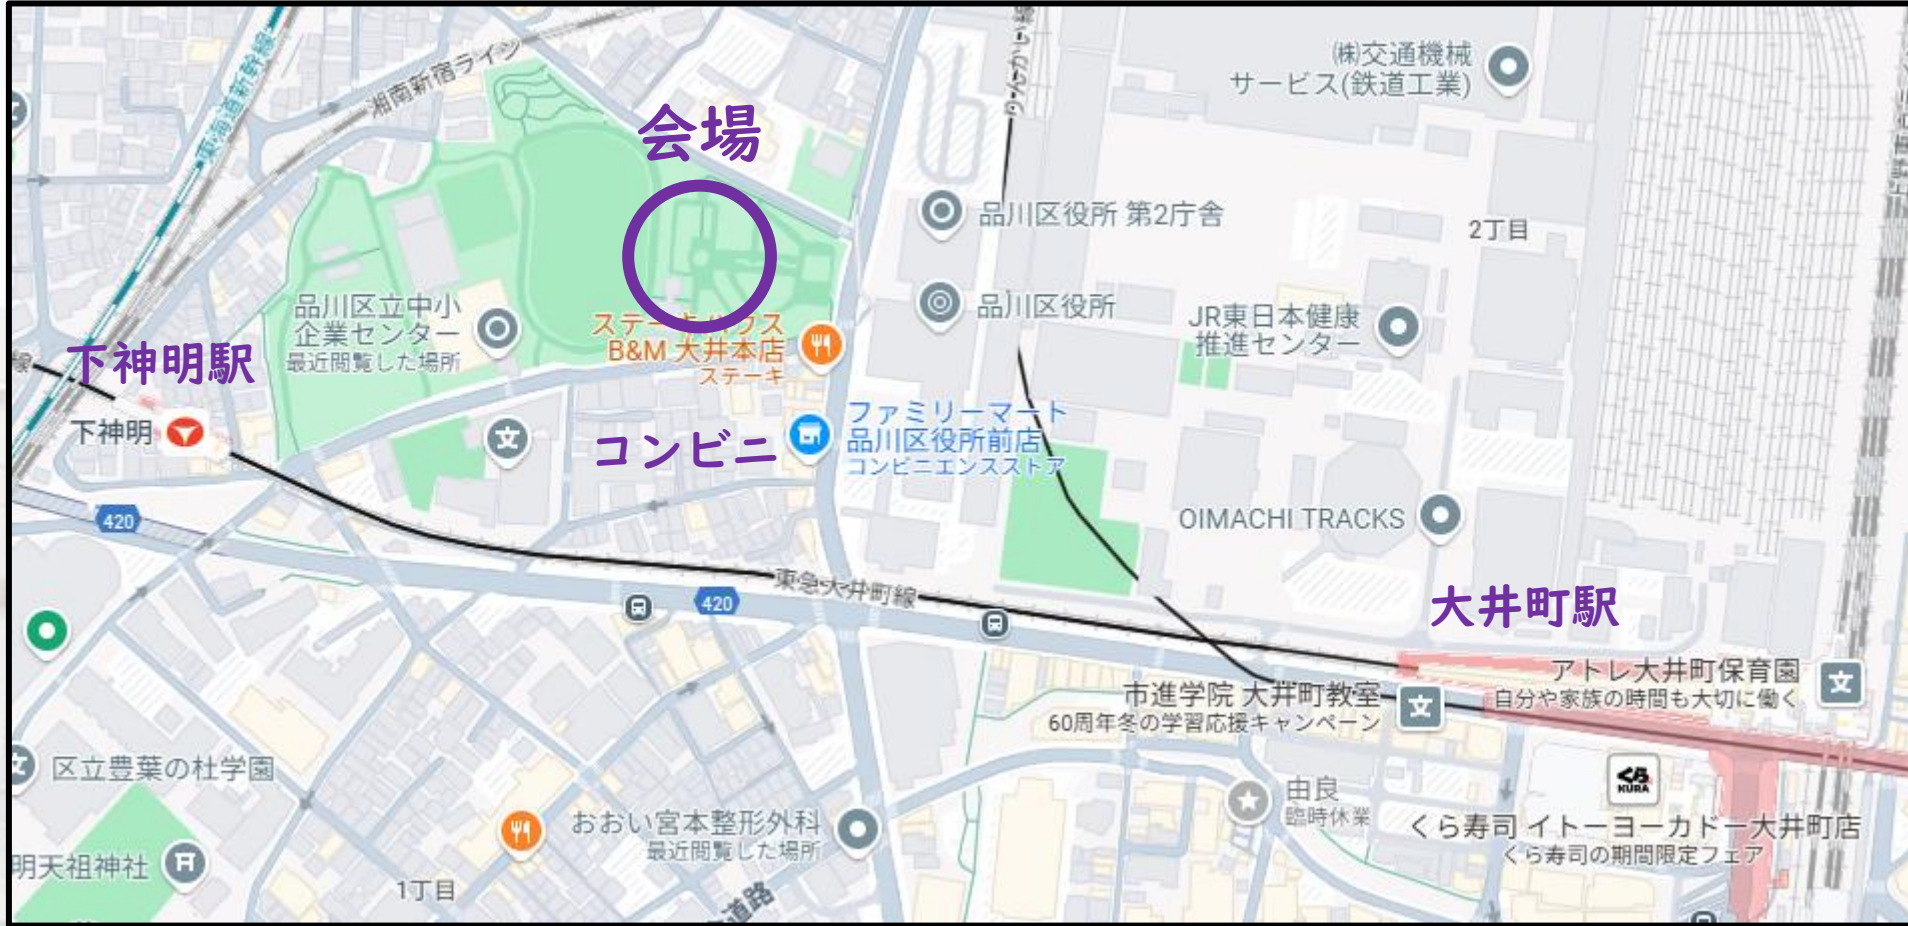 東海道新幹線
湘南新宿ライン
会場
りんかい線
㈱交通機械
サービス(鉄道工業)
品川区役所 第2庁舎
2丁目
品川区役所
JR東日本健康
推進センター
品川区立中小
企業センター
最近閲覧した場所
ステーキハウス
B&M 大井本店
ステーキ
下神明駅
下神明
コンビニ
ファミリーマート
品川区役所前店
コンビニエンスストア
文
420
OIMACHI TRACKS
東急大井町線
420
大井町駅
アトレ大井町保育園
自分や家族の時間も大切に働く
文
市進学院 大井町教室
60周年冬の学習応援キャンペーン
文
区立豊葉の杜学園
くら
KURA
由良
臨時休業
くら寿司 イトーヨーカドー大井町店
くら寿司の期間限定フェア
おおい宮本整形外科
最近閲覧した場所
明天祖神社
1丁目
道路